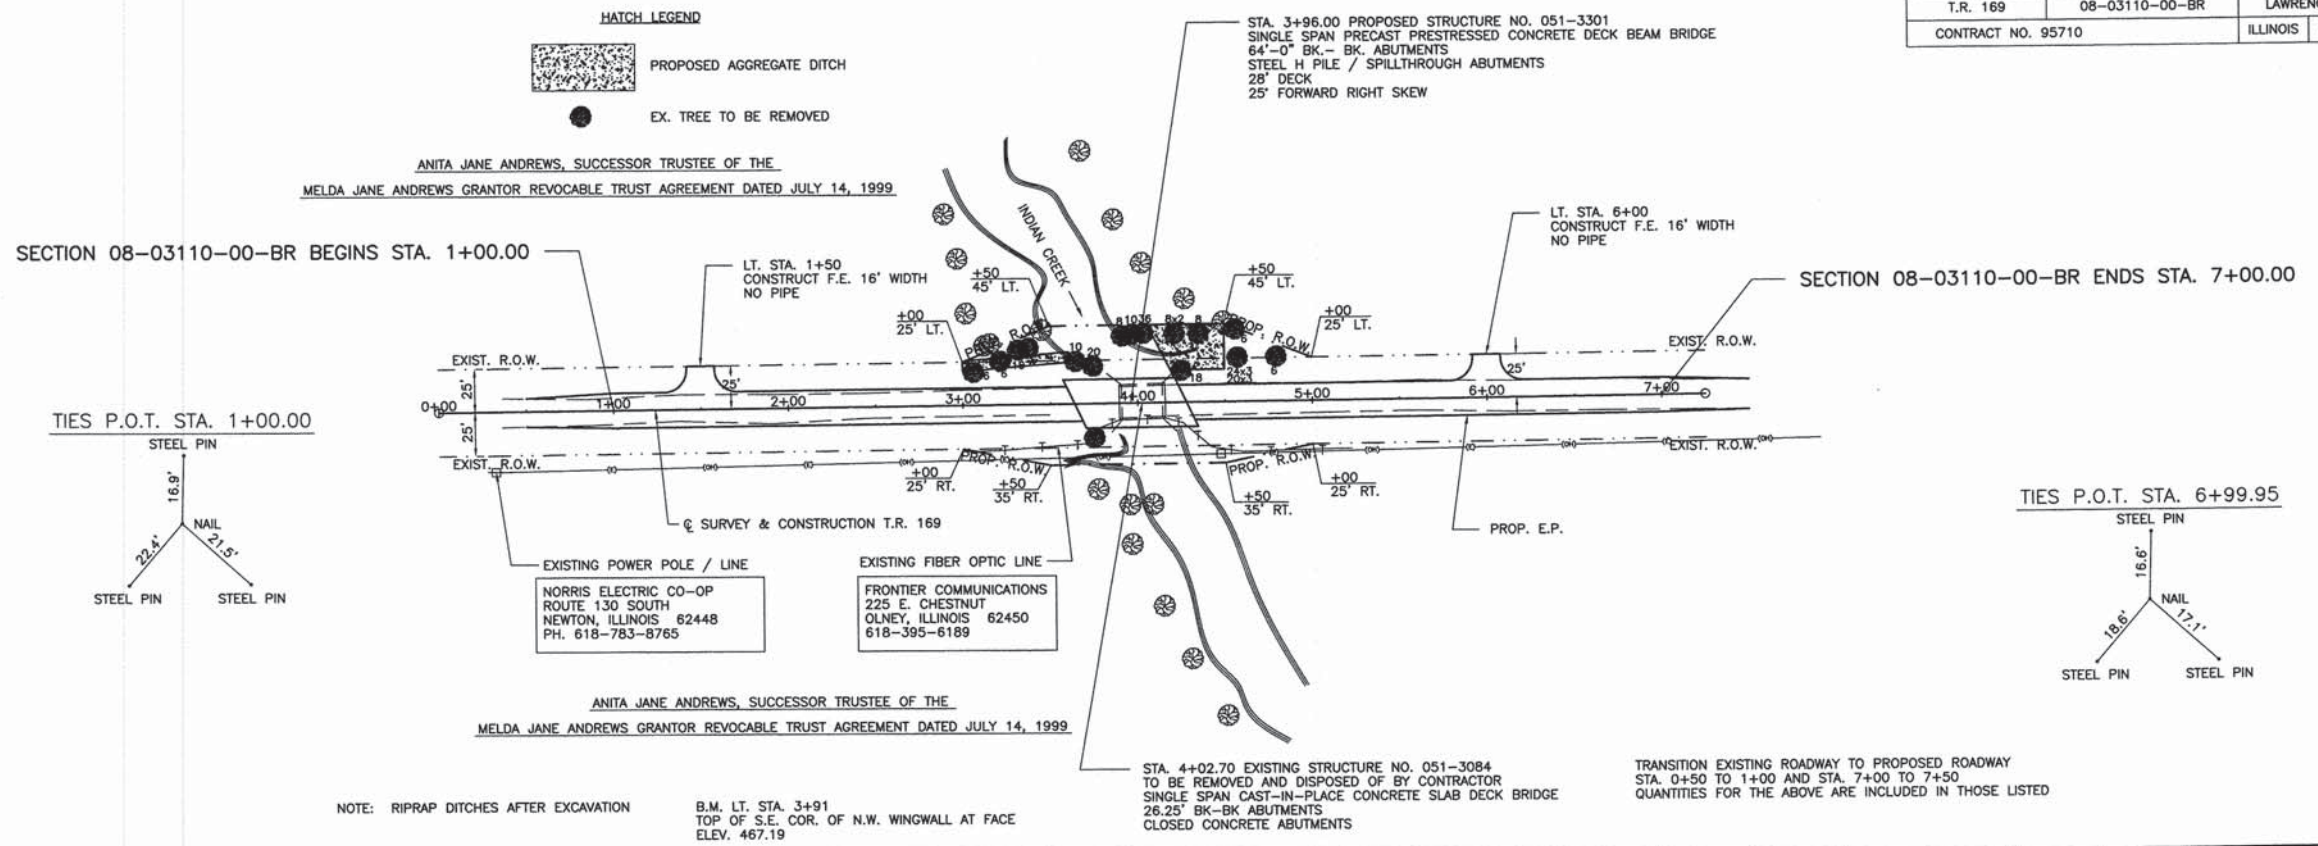 HATCH LEGEND
PROPOSED AGGREGATE DITCH
EX. TREE TO BE REMOVED
ANITA JANE ANDREWS, SUCCESSOR TRUSTEE OF THE
MELDA JANE ANDREWS GRANTOR REVOCABLE TRUST AGREEMENT DATED JULY 14, 1999
STA. 3+96.00 PROPOSED STRUCTURE NO. 051-3301
SINGLE SPAN PRECAST PRESTRESSED CONCRETE DECK BEAM BRIDGE
64'-0" BK.- BK. ABUTMENTS
STEEL H PILE / SPILLTHROUGH ABUTMENTS
28' DECK
25° FORWARD RIGHT SKEW
T.R. 169
08-03110-00-BR
CONTRACT NO. 95710
ILLINOIS
SECTION 08-03110-00-BR BEGINS STA. 1+00.00
LT. STA. 1+50
CONSTRUCT F.E. 16' WIDTH
NO PIPE
INDIAN CREEK
LT. STA. 6+00
CONSTRUCT F.E. 16' WIDTH
NO PIPE
SECTION 08-03110-00-BR ENDS STA. 7+00.00
+00
25' LT.
+50
45' LT.
+50
45' LT.
+00
25' LT.
PROP. R.O.W.
PROP. R.O.W.
EXIST. R.O.W.
EXIST. R.O.W.
8
10
36
8x2
8
6
6
6
10
20
18
24x3
20x3
6
25'
25'
25'
25'
0+00
1+00
2+00
3+00
4+00
5+00
6+00
7+00
EXIST. R.O.W.
EXIST. R.O.W.
PROP. R.O.W.
PROP. R.O.W.
+00
25' RT.
+50
35' RT.
+50
35' RT.
+00
25' RT.
TIES P.O.T. STA. 1+00.00
STEEL PIN
16.9'
NAIL
22.4'
21.5'
STEEL PIN
STEEL PIN
℄ SURVEY & CONSTRUCTION T.R. 169
PROP. E.P.
EXISTING POWER POLE / LINE
NORRIS ELECTRIC CO-OP
ROUTE 130 SOUTH
NEWTON, ILLINOIS 62448
PH. 618-783-8765
EXISTING FIBER OPTIC LINE
FRONTIER COMMUNICATIONS
225 E. CHESTNUT
OLNEY, ILLINOIS 62450
618-395-6189
TIES P.O.T. STA. 6+99.95
STEEL PIN
16.6'
NAIL
18.6'
17.1'
STEEL PIN
STEEL PIN
ANITA JANE ANDREWS, SUCCESSOR TRUSTEE OF THE
MELDA JANE ANDREWS GRANTOR REVOCABLE TRUST AGREEMENT DATED JULY 14, 1999
NOTE: RIPRAP DITCHES AFTER EXCAVATION
B.M. LT. STA. 3+91
TOP OF S.E. COR. OF N.W. WINGWALL AT FACE
ELEV. 467.19
STA. 4+02.70 EXISTING STRUCTURE NO. 051-3084
TO BE REMOVED AND DISPOSED OF BY CONTRACTOR
SINGLE SPAN CAST-IN-PLACE CONCRETE SLAB DECK BRIDGE
26.25' BK-BK ABUTMENTS
CLOSED CONCRETE ABUTMENTS
TRANSITION EXISTING ROADWAY TO PROPOSED ROADWAY
STA. 0+50 TO 1+00 AND STA. 7+00 TO 7+50
QUANTITIES FOR THE ABOVE ARE INCLUDED IN THOSE LISTED